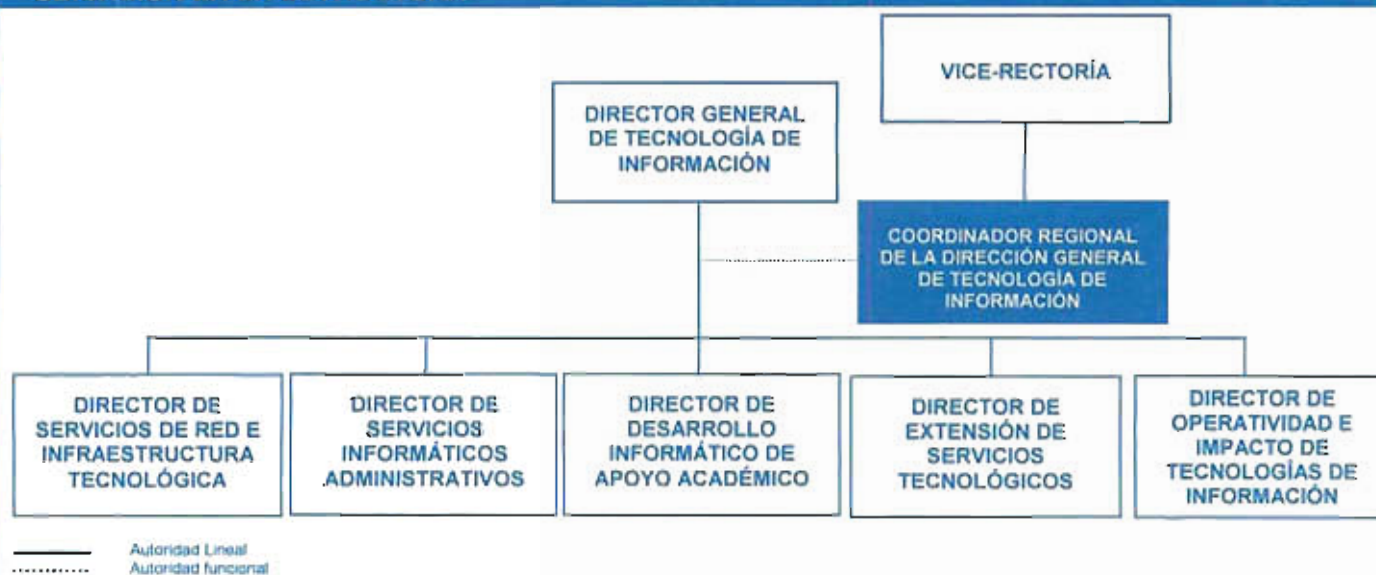 VICE-RECTORÍA
DIRECTOR GENERAL
DE TECNOLOGÍA DE
INFORMACIÓN
COORDINADOR REGIONAL
DE LA DIRECCIÓN GENERAL
DE TECNOLOGÍA DE
INFORMACIÓN
DIRECTOR DE
SERVICIOS DE RED E
INFRAESTRUCTURA
TECNOLÓGICA
DIRECTOR DE
SERVICIOS
INFORMÁTICOS
ADMINISTRATIVOS
DIRECTOR DE
DESARROLLO
INFORMÁTICO DE
APOYO ACADÉMICO
DIRECTOR DE
EXTENSIÓN DE
SERVICIOS
TECNOLÓGICOS
DIRECTOR DE
OPERATIVIDAD E
IMPACTO DE
TECNOLOGÍAS DE
INFORMACIÓN
Autoridad Lineal
Autoridad funcional